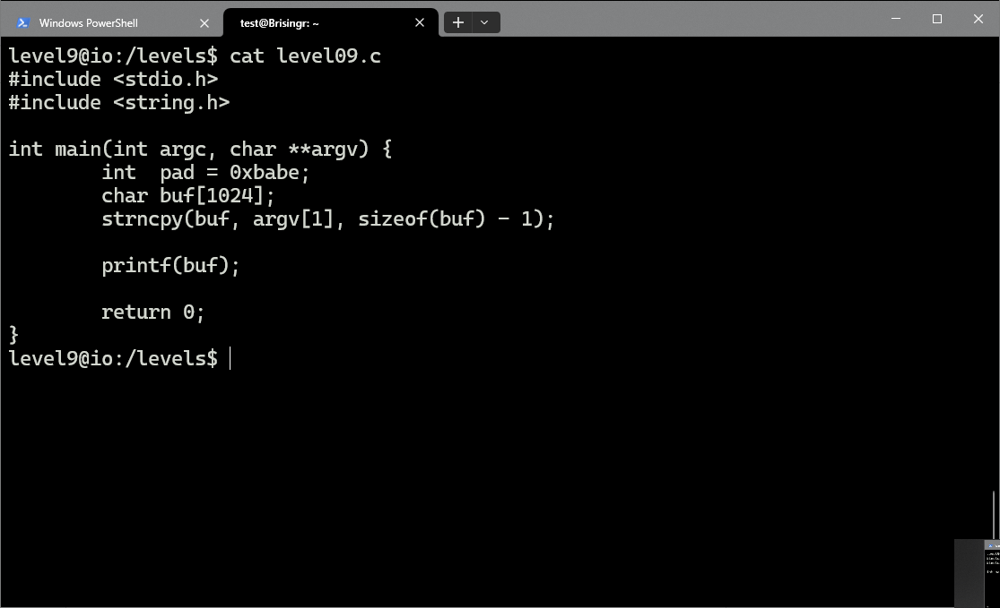 Windows PowerShell
test@Brisingr: ~
level9@io:/levels$ cat level09.c
#include <stdio.h>
#include <string.h>
int main(int argc, char **argv) {
        int  pad = 0xbabe;
        char buf[1024];
        strncpy(buf, argv[1], sizeof(buf) - 1);
        printf(buf);
        return 0;
}
level9@io:/levels$